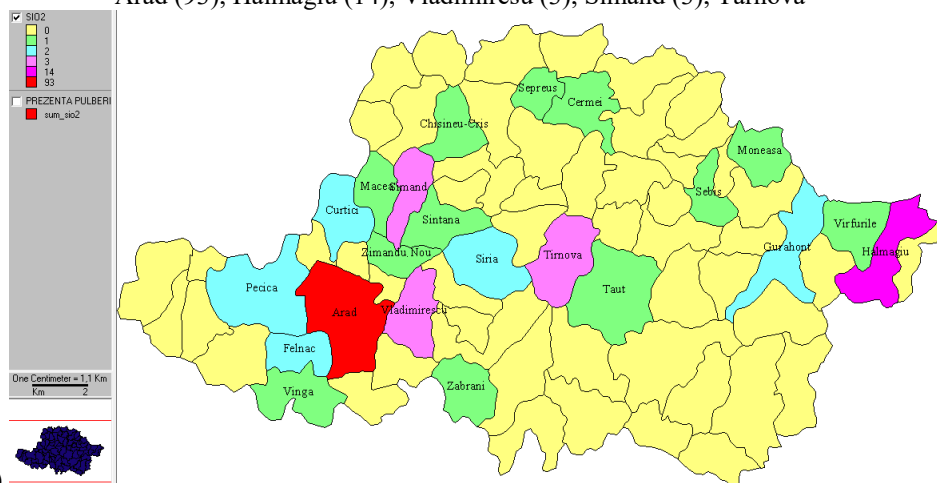 Arad (93), Halmagiu (14), Vladimiresu (3), Simand (3), Tarnova
SIO2
0
1
2
3
14
93
PREZENTA PULBERI
sum_sio2
One Centimeter = 1,1 Km
Km 2
Sepreus
Cermei
Chisineu-Cris
Moneasa
Macea
Simand
Sebis
Curtici
Sintana
Virfurile
Zimandu Nou
Siria
Tirnova
Gurahont
Halmagiu
Pecica
Taut
Arad
Vladimirescu
Felnac
Vinga
Zabrani
)